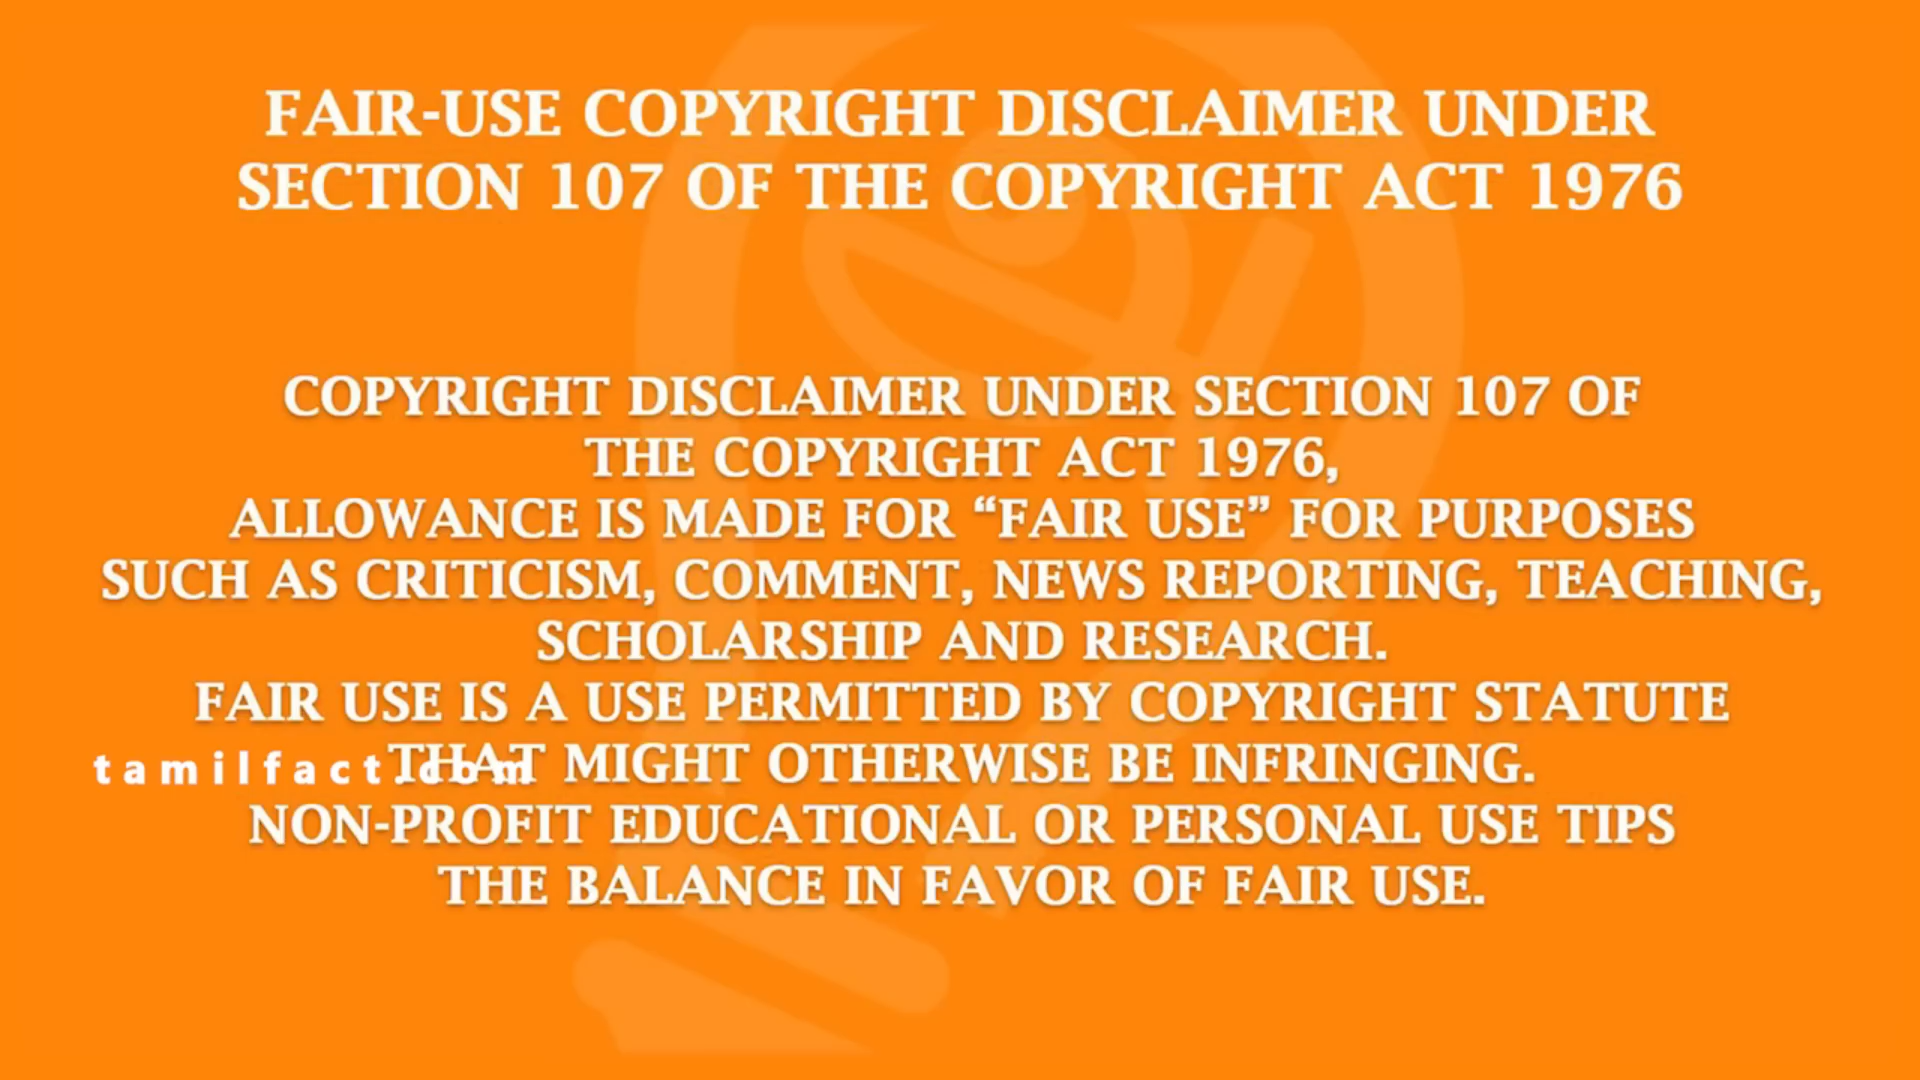 FAIR-USE COPYRIGHT DISCLAIMER UNDER
SECTION 107 OF THE COPYRIGHT ACT 1976
COPYRIGHT DISCLAIMER UNDER SECTION 107 OF
THE COPYRIGHT ACT 1976,
ALLOWANCE IS MADE FOR “FAIR USE” FOR PURPOSES
SUCH AS CRITICISM, COMMENT, NEWS REPORTING, TEACHING,
SCHOLARSHIP AND RESEARCH.
FAIR USE IS A USE PERMITTED BY COPYRIGHT STATUTE
THAT MIGHT OTHERWISE BE INFRINGING.
tamilfact.com
NON-PROFIT EDUCATIONAL OR PERSONAL USE TIPS
THE BALANCE IN FAVOR OF FAIR USE.